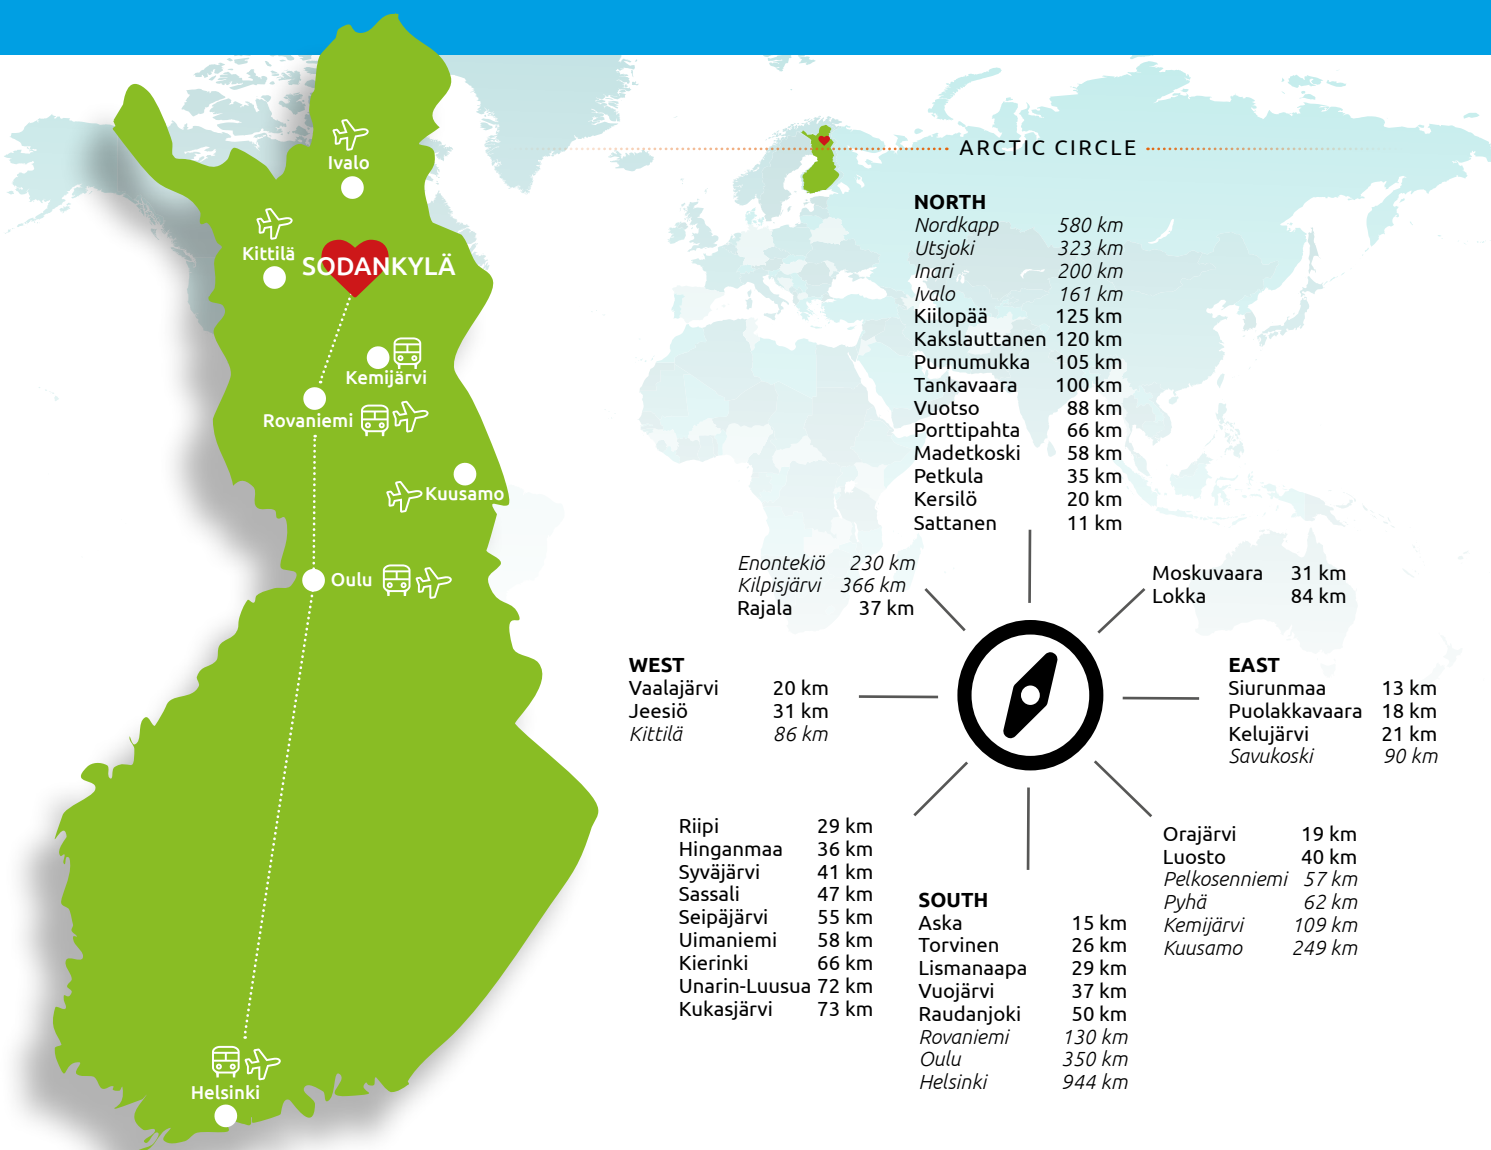 Ivalo
Kittilä
SODANKYLÄ
Kemijärvi
Rovaniemi
Kuusamo
Oulu
Helsinki
ARCTIC CIRCLE
NORTH
Nordkapp 580 km
Utsjoki 323 km
Inari 200 km
Ivalo 161 km
Kiilopää 125 km
Kakslauttanen 120 km
Purnumukka 105 km
Tankavaara 100 km
Vuotso 88 km
Porttipahta 66 km
Madetkoski 58 km
Petkula 35 km
Kersilö 20 km
Sattanen 11 km
Enontekiö 230 km
Kilpisjärvi 366 km
Rajala 37 km
Moskuvaara 31 km
Lokka 84 km
WEST
Vaalajärvi 20 km
Jeesiö 31 km
Kittilä 86 km
EAST
Siurunmaa 13 km
Puolakkavaara 18 km
Kelujärvi 21 km
Savukoski 90 km
Riipi 29 km
Hinganmaa 36 km
Syväjärvi 41 km
Sassali 47 km
Seipäjärvi 55 km
Uimaniemi 58 km
Kierinki 66 km
Unarin-Luusua 72 km
Kukasjärvi 73 km
SOUTH
Aska 15 km
Torvinen 26 km
Lismanaapa 29 km
Vuojärvi 37 km
Raudanjoki 50 km
Rovaniemi 130 km
Oulu 350 km
Helsinki 944 km
Orajärvi 19 km
Luosto 40 km
Pelkosenniemi 57 km
Pyhä 62 km
Kemijärvi 109 km
Kuusamo 249 km